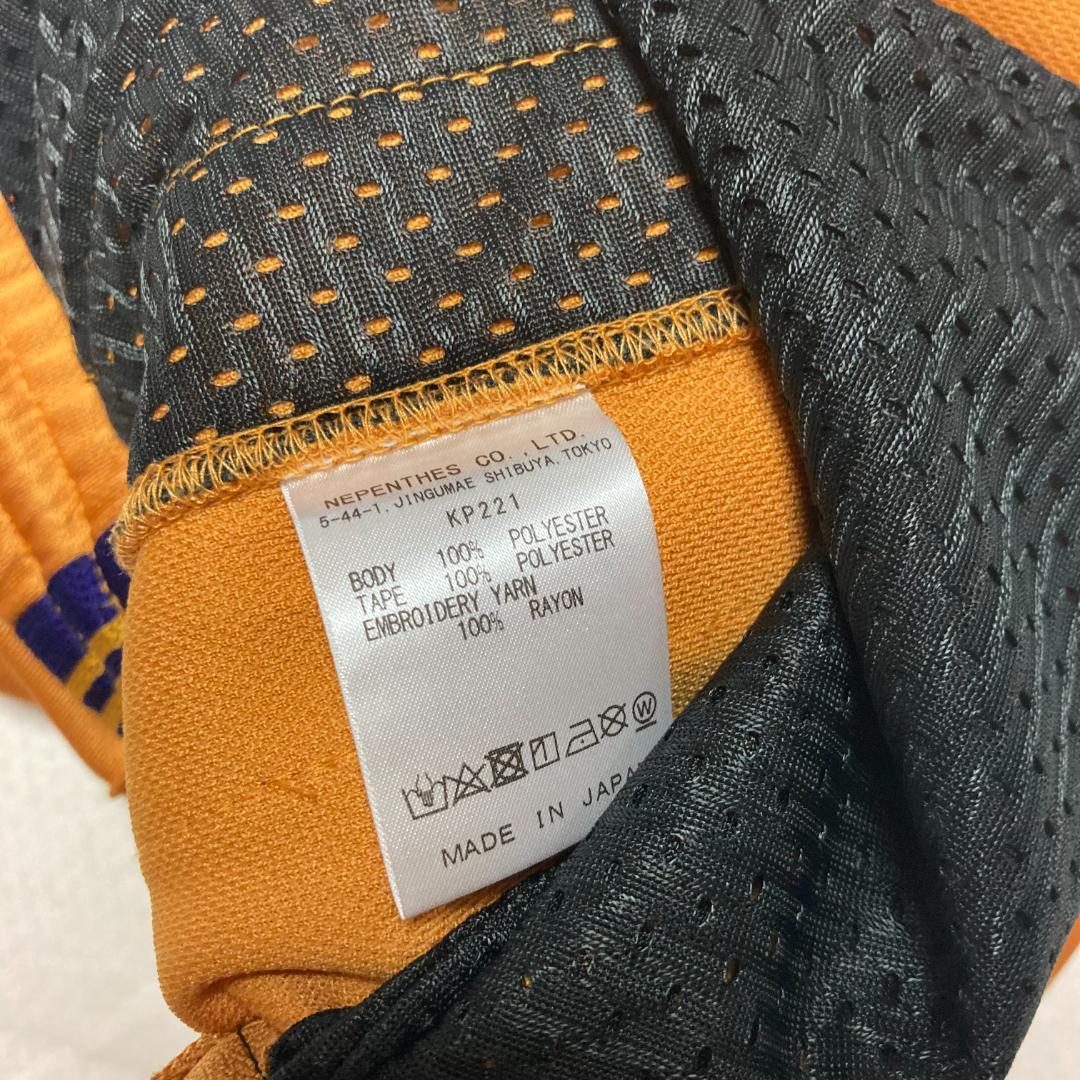 NEPENTHES CO.,LTD.
5-44-1,JINGUMAE SHIBUYA.TOKYO
KP221
BODY 100% POLYESTER
TAPE 100% POLYESTER
EMBROIDERY YARN
100% RAYON
W
MADE IN JAPA